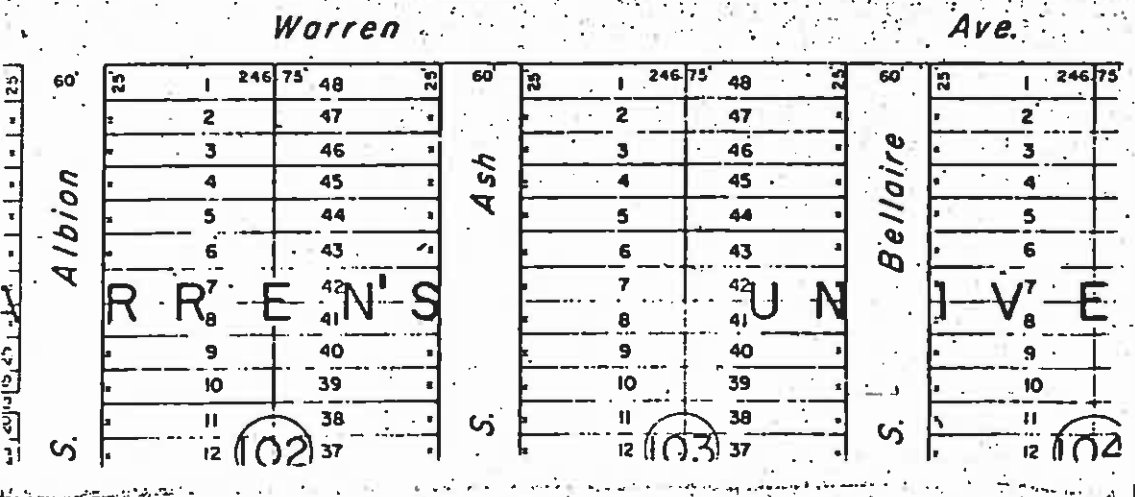 Warren Ave.
25 60' 25' 1 246.75' 48 25' 60' 25' 1 246.75' 48 25' 60' 25' 1 246.75'
2 47 2 47 2
3 46 3 46 3
4 45 4 45 4
5 44 5 44 5
6 43 6 43 6
7 42 7 42 7
R R E N'S U N I V E
8 41 8 41 8
9 40 9 40 9
10 39 10 39 10
11 38 11 38 11
12 102 37 12 103 37 12 104
S. Albion
S. Ash
S. Bellaire